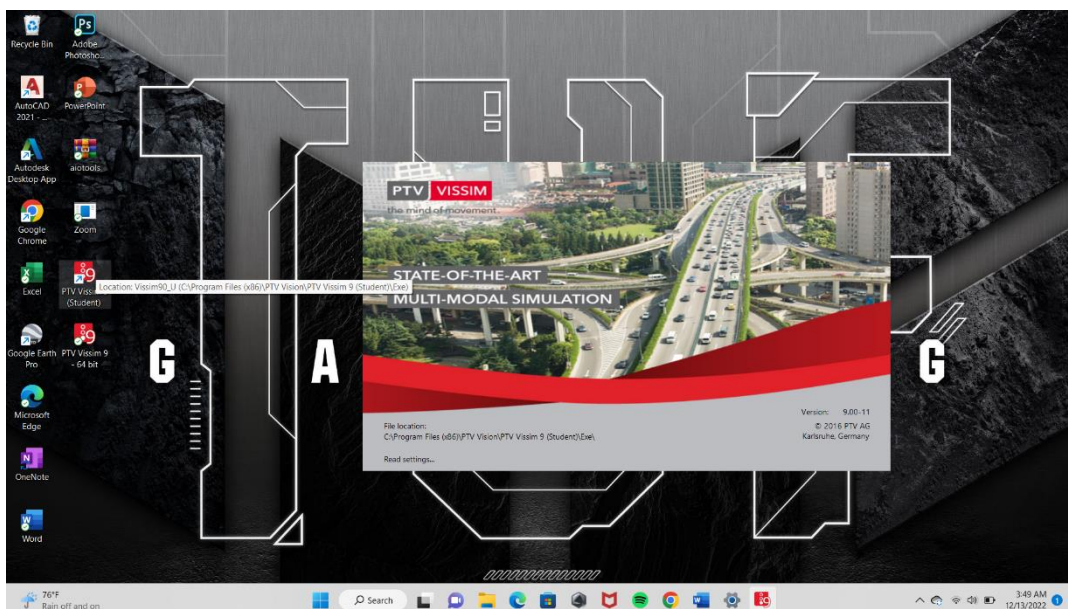 Recycle Bin
Adobe
Photosho...
AutoCAD
2021 - ...
PowerPoint
Autodesk
Desktop App
aiotools
Google
Chrome
Zoom
Excel
PTV Vissim
(Student)
Location: Vissim90_U (C:\Program Files (x86)\PTV Vision\PTV Vissim 9 (Student)\Exe)
Google Earth
Pro
PTV Vissim 9
- 64 bit
Microsoft
Edge
OneNote
Word
G
A
G
PTV VISSIM
the mind of movement
STATE-OF-THE-ART
MULTI-MODAL SIMULATION
File location:
C:\Program Files (x86)\PTV Vision\PTV Vissim 9 (Student)\Exe\
Read settings...
Version: 9.00-11
© 2016 PTV AG
Karlsruhe, Germany
76°F
Rain off and on
Search
3:49 AM
12/13/2022
1